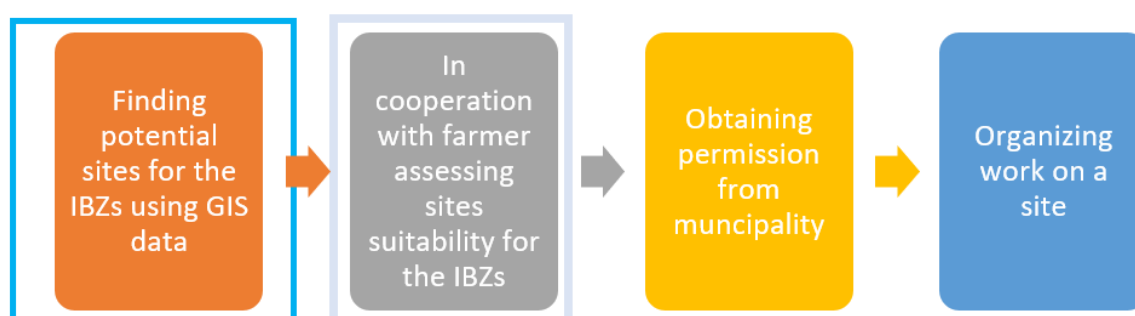 Finding
potential
sites for the
IBZs using GIS
data
In
cooperation
with farmer
assessing
sites
suitability for
the IBZs
Obtaining
permission
from
muncipality
Organizing
work on a
site